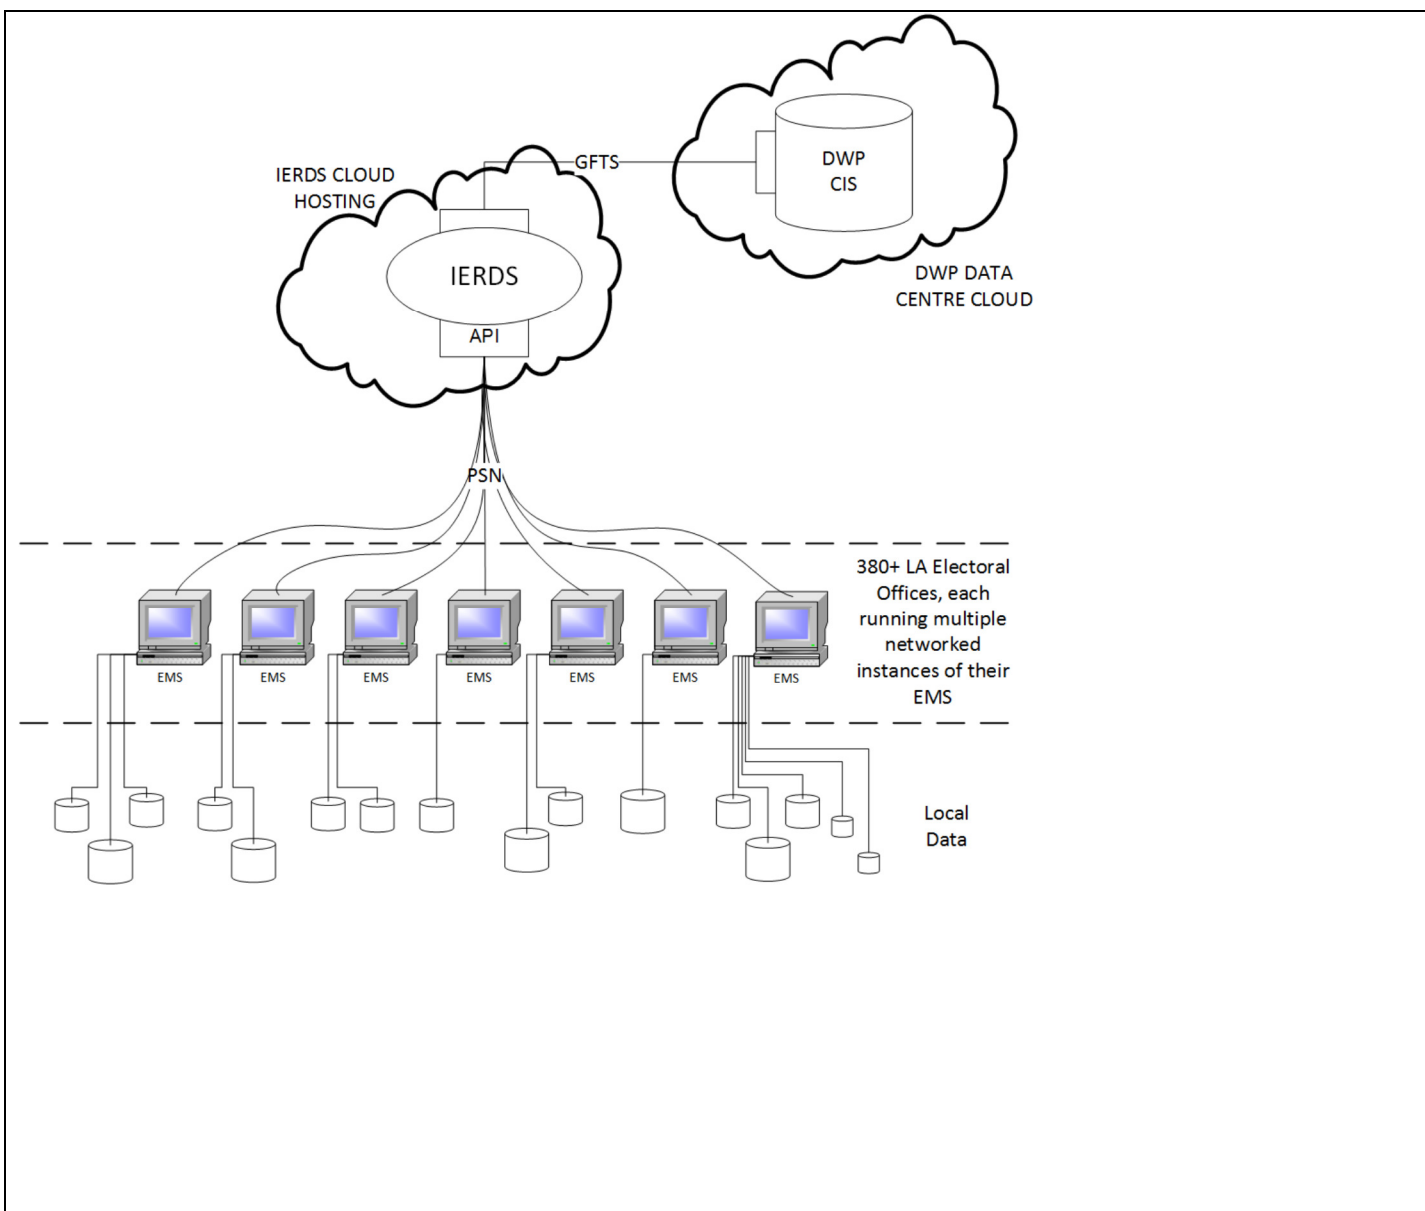 GFTS
DWP
CIS
IERDS CLOUD
HOSTING
IERDS
DWP DATA
CENTRE CLOUD
API
PSN
380+ LA Electoral
Offices, each
running multiple
networked
instances of their
EMS
EMS
EMS
EMS
EMS
EMS
EMS
EMS
Local
Data